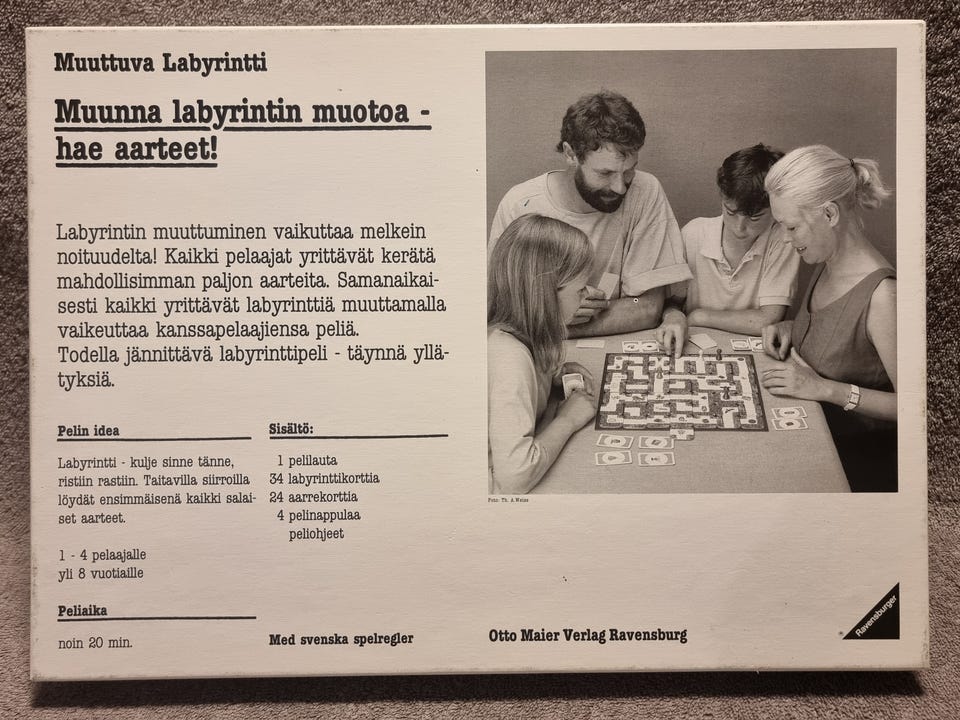 Muuttuva Labyrintti
Muunna labyrintin muotoa -
hae aarteet!
Labyrintin muuttuminen vaikuttaa melkein
noituudelta! Kaikki pelaajat yrittävät kerätä
mahdollisimman paljon aarteita. Samanaikai-
sesti kaikki yrittävät labyrinttiä muuttamalla
vaikeuttaa kanssapelaajiensa peliä.
Todella jännittävä labyrinttipeli - täynnä yllä-
tyksiä.
Pelin idea
Labyrintti - kulje sinne tänne,
ristiin rastiin. Taitavilla siirroilla
löydät ensimmäisenä kaikki salai-
set aarteet.
1 - 4 pelaajalle
yli 8 vuotiaille
Peliaika
noin 20 min.
Sisältö:
1 pelilauta
34 labyrinttikorttia
24 aarrekorttia
4 pelinappulaa
peliohjeet
Med svenska spelregler
Foto: Th. A. Weiss
Otto Maier Verlag Ravensburg
Ravensburger